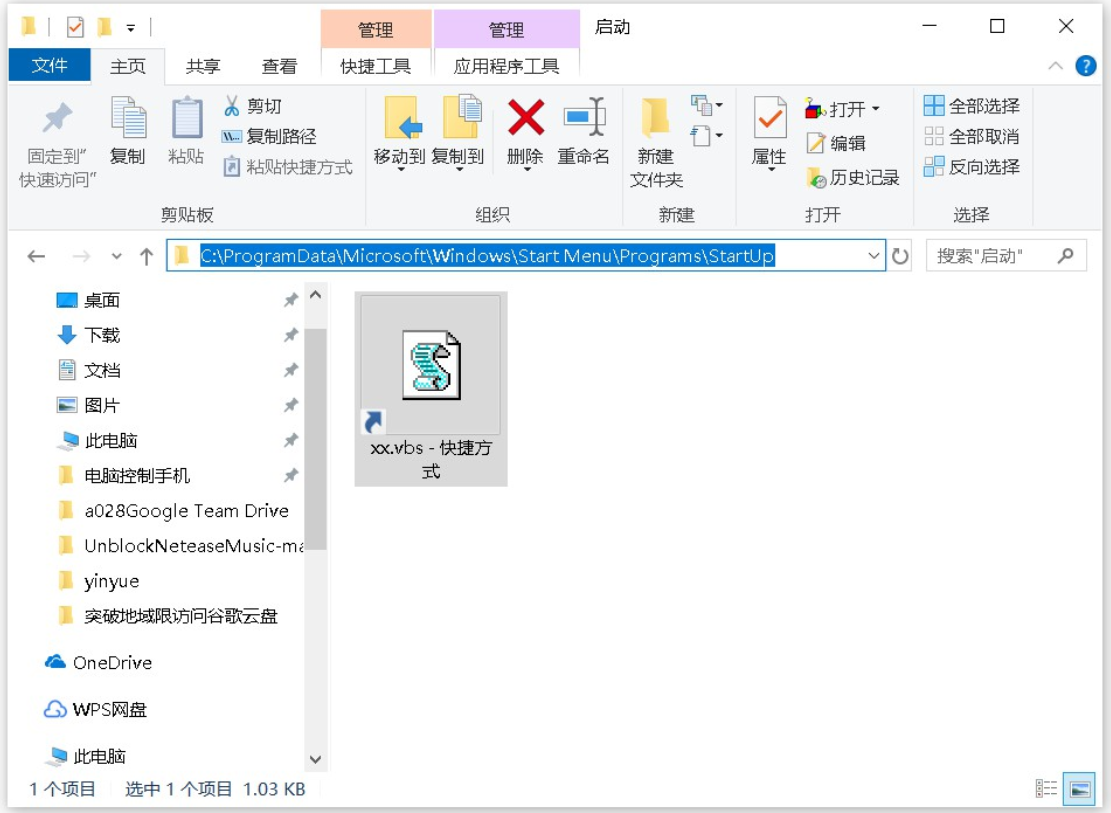 管理
管理
启动
文件
主页
共享
查看
快捷工具
应用程序工具
固定到"
快速访问"
复制
粘贴
剪切
复制路径
粘贴快捷方式
剪贴板
移动到
复制到
删除
重命名
组织
新建
文件夹
新建
属性
打开
编辑
历史记录
打开
全部选择
全部取消
反向选择
选择
C:\ProgramData\Microsoft\Windows\Start Menu\Programs\StartUp
搜索"启动"
桌面
下载
文档
图片
此电脑
电脑控制手机
a028Google Team Drive
UnblockNeteaseMusic-ma
yinyue
突破地域限访问谷歌云盘
OneDrive
WPS网盘
此电脑
xx.vbs - 快捷方
式
1 个项目
选中 1 个项目 1.03 KB